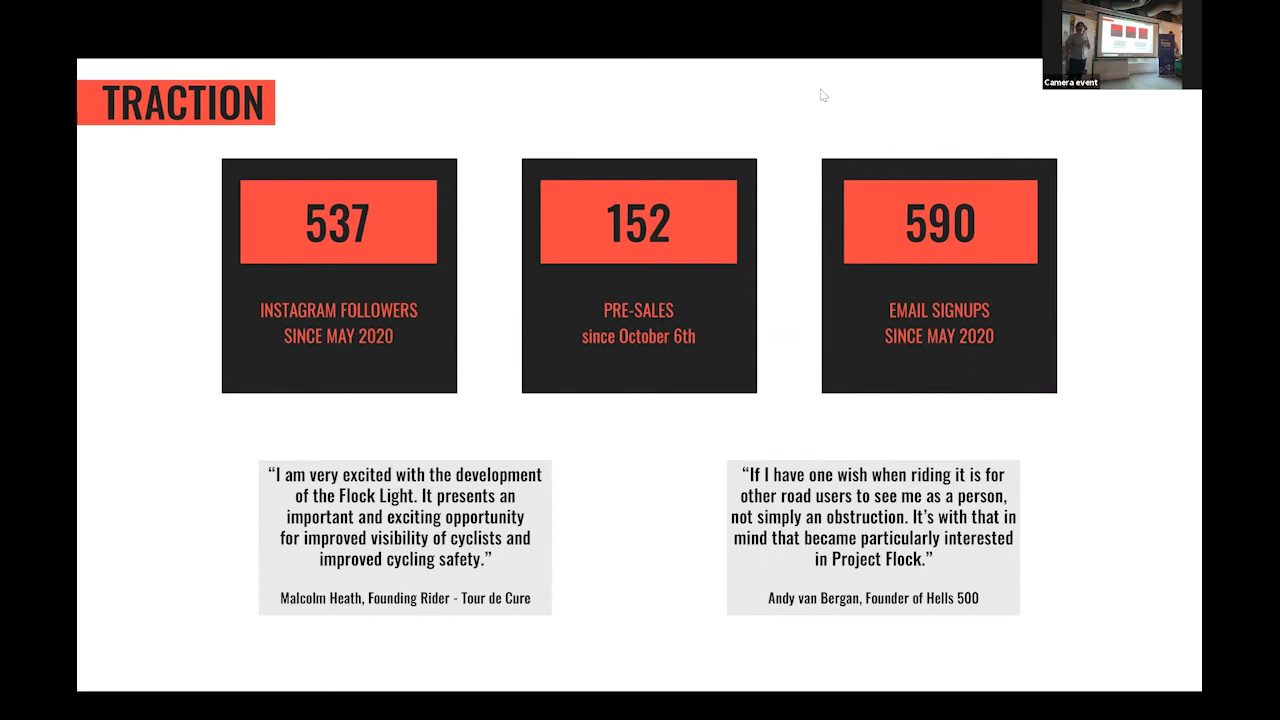 Camera event
TRACTION
537
INSTAGRAM FOLLOWERS
SINCE MAY 2020
152
PRE-SALES
since October 6th
590
EMAIL SIGNUPS
SINCE MAY 2020
“I am very excited with the development
of the Flock Light. It presents an
important and exciting opportunity
for improved visibility of cyclists and
improved cycling safety.”
Malcolm Heath, Founding Rider - Tour de Cure
“If I have one wish when riding it is for
other road users to see me as a person,
not simply an obstruction. It’s with that in
mind that became particularly interested
in Project Flock.”
Andy van Bergan, Founder of Hells 500